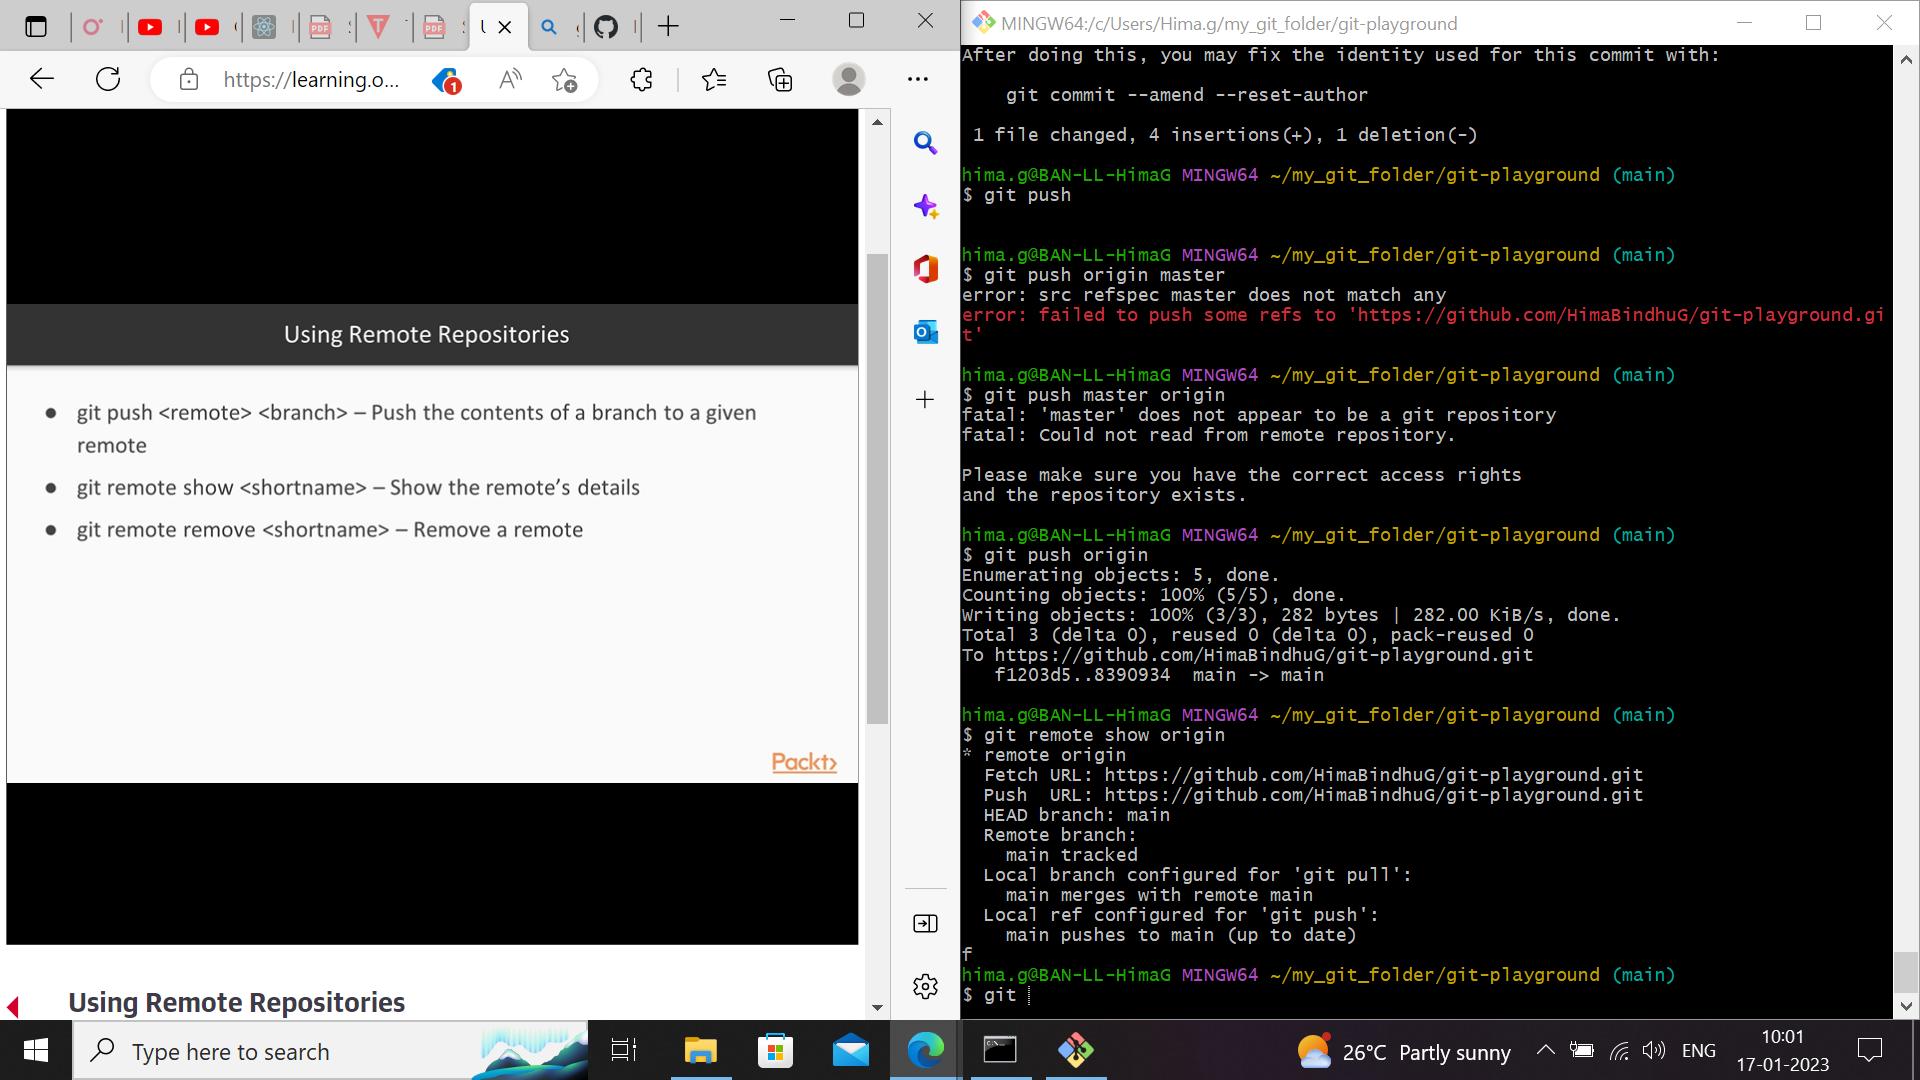 U
https://learning.o...
1
Using Remote Repositories
● git push <remote> <branch> – Push the contents of a branch to a given
remote
● git remote show <shortname> – Show the remote’s details
● git remote remove <shortname> – Remove a remote
Packt>
Using Remote Repositories
MINGW64:/c/Users/Hima.g/my_git_folder/git-playground
After doing this, you may fix the identity used for this commit with:
git commit --amend --reset-author
1 file changed, 4 insertions(+), 1 deletion(-)
hima.g@BAN-LL-HimaG MINGW64 ~/my_git_folder/git-playground (main)
$ git push
hima.g@BAN-LL-HimaG MINGW64 ~/my_git_folder/git-playground (main)
$ git push origin master
error: src refspec master does not match any
error: failed to push some refs to 'https://github.com/HimaBindhuG/git-playground.gi
t'
hima.g@BAN-LL-HimaG MINGW64 ~/my_git_folder/git-playground (main)
$ git push master origin
fatal: 'master' does not appear to be a git repository
fatal: Could not read from remote repository.
Please make sure you have the correct access rights
and the repository exists.
hima.g@BAN-LL-HimaG MINGW64 ~/my_git_folder/git-playground (main)
$ git push origin
Enumerating objects: 5, done.
Counting objects: 100% (5/5), done.
Writing objects: 100% (3/3), 282 bytes | 282.00 KiB/s, done.
Total 3 (delta 0), reused 0 (delta 0), pack-reused 0
To https://github.com/HimaBindhuG/git-playground.git
f1203d5..8390934  main -> main
hima.g@BAN-LL-HimaG MINGW64 ~/my_git_folder/git-playground (main)
$ git remote show origin
* remote origin
Fetch URL: https://github.com/HimaBindhuG/git-playground.git
Push  URL: https://github.com/HimaBindhuG/git-playground.git
HEAD branch: main
Remote branch:
main tracked
Local branch configured for 'git pull':
main merges with remote main
Local ref configured for 'git push':
main pushes to main (up to date)
f
hima.g@BAN-LL-HimaG MINGW64 ~/my_git_folder/git-playground (main)
$ git
Type here to search
26°C Partly sunny
ENG
10:01
17-01-2023